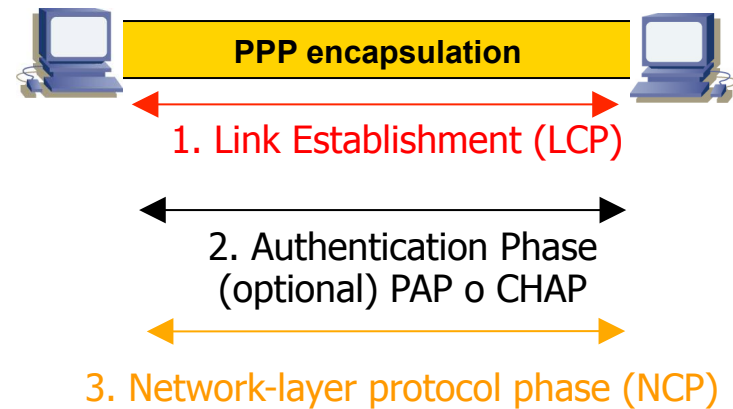 PPP encapsulation
1. Link Establishment (LCP)
2. Authentication Phase
(optional) PAP o CHAP
3. Network-layer protocol phase (NCP)